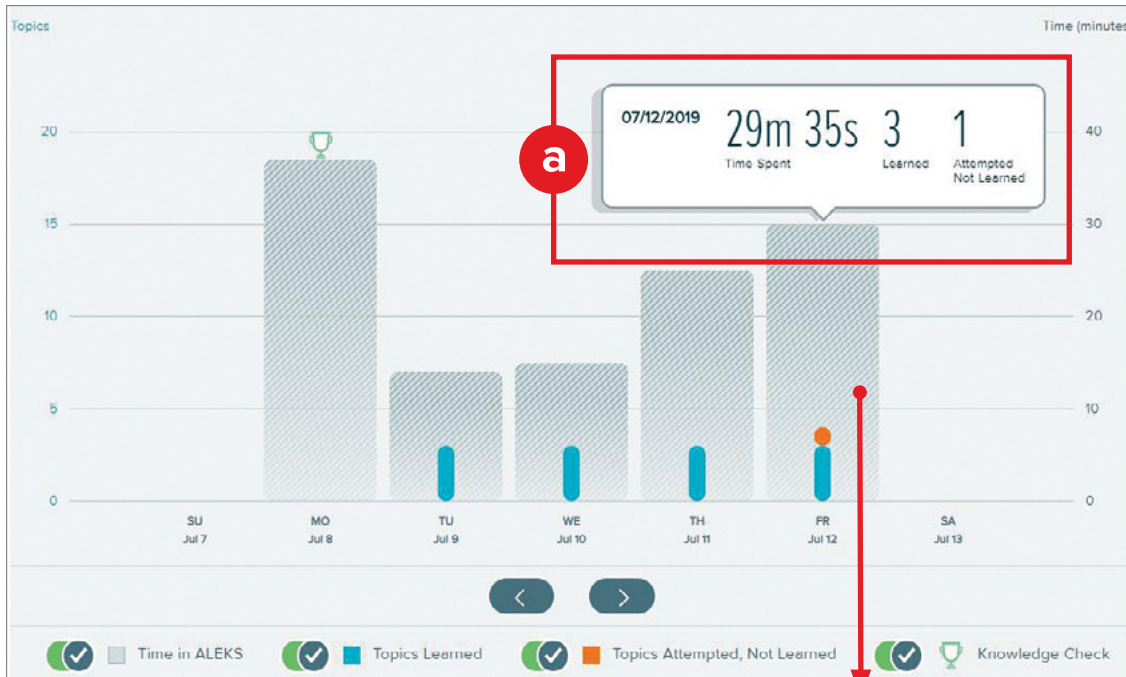 Topics
Time (minutes
a
07/12/2019 29m 35s 3 1
Time Spent Learned Attempted
Not Learned
20 40
15 30
10 20
5 10
0 0
SU MO TU WE TH FR SA
Jul 7 Jul 8 Jul 9 Jul 10 Jul 11 Jul 12 Jul 13
Time in ALEKS Topics Learned Topics Attempted, Not Learned Knowledge Check